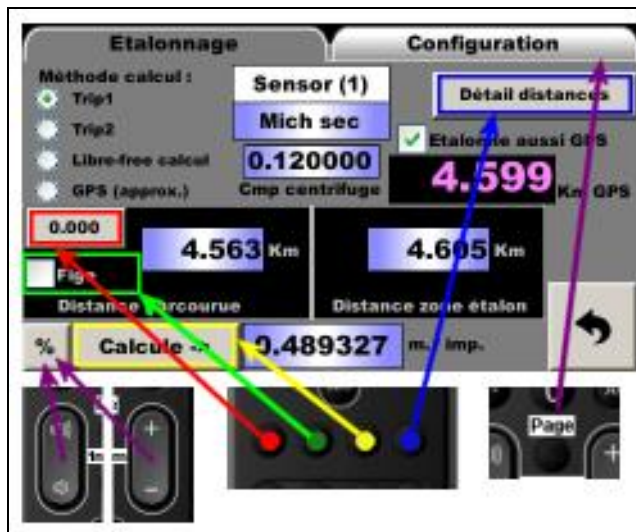 Etalonnage
Configuration
Méthode calcul :
Trip1
Trip2
Libre-free calcul
GPS (approx.)
Sensor (1)
Mich sec
0.120000
Cmp centrifuge
Détail distances
Etalonne aussi GPS
4.599 Km GPS
0.000
4.563 Km
Fige
Distance parcourue
4.605 Km
Distance zone étalon
%
Calcule ->
0.489327 m./ imp.
Page